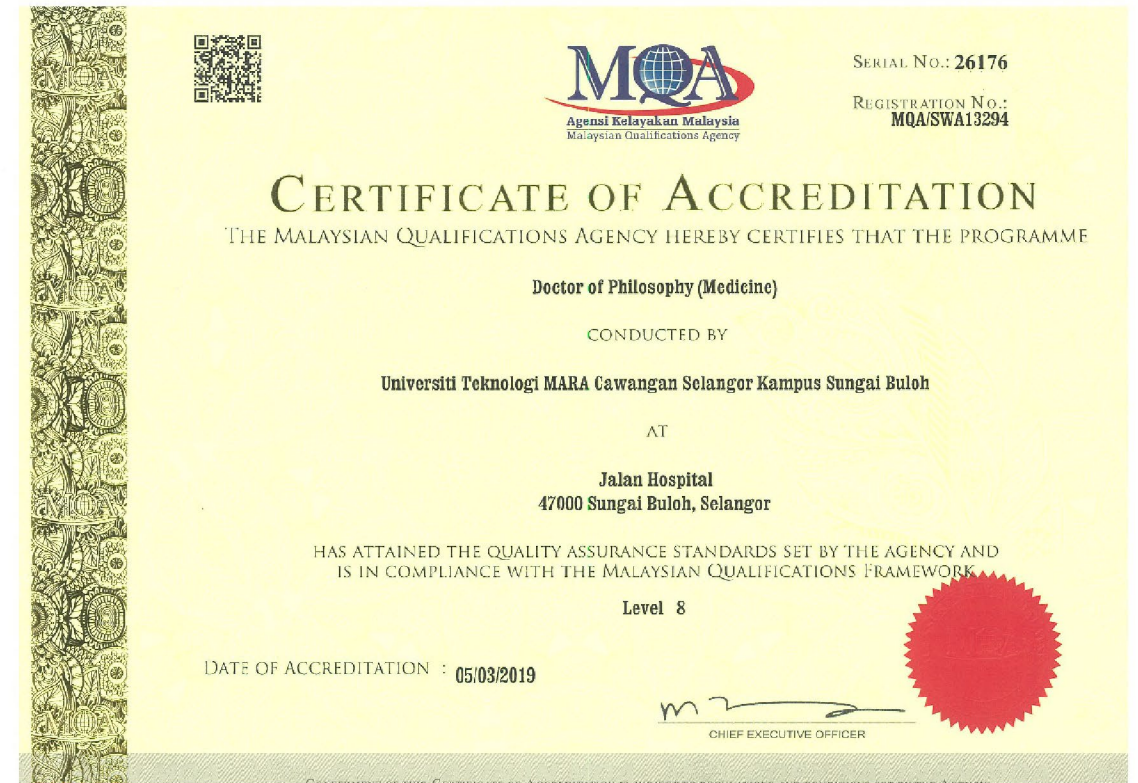 MQA
Agensi Kelayakan Malaysia
Malaysian Qualifications Agency
SERIAL NO.: 26176
REGISTRATION NO.:
MQA/SWA13294
CERTIFICATE OF ACCREDITATION
THE MALAYSIAN QUALIFICATIONS AGENCY HEREBY CERTIFIES THAT THE PROGRAMME
Doctor of Philosophy (Medicine)
CONDUCTED BY
Universiti Teknologi MARA Cawangan Selangor Kampus Sungai Buloh
AT
Jalan Hospital
47000 Sungai Buloh, Selangor
HAS ATTAINED THE QUALITY ASSURANCE STANDARDS SET BY THE AGENCY AND
IS IN COMPLIANCE WITH THE MALAYSIAN QUALIFICATIONS FRAMEWORK
Level 8
DATE OF ACCREDITATION : 05/03/2019
CHIEF EXECUTIVE OFFICER